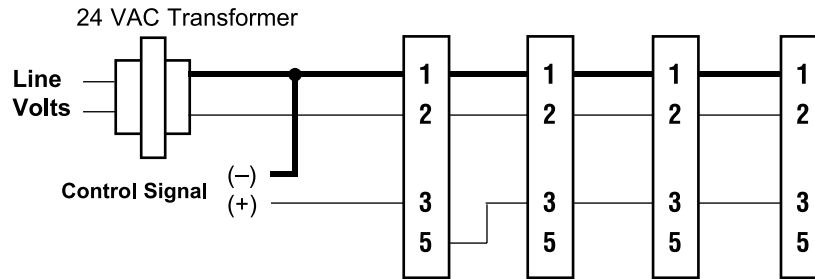 24 VAC Transformer
Line
Volts
1 1 1 1
2 2 2 2
Control Signal (–)
(+)
3 3 3 3
5 5 5 5